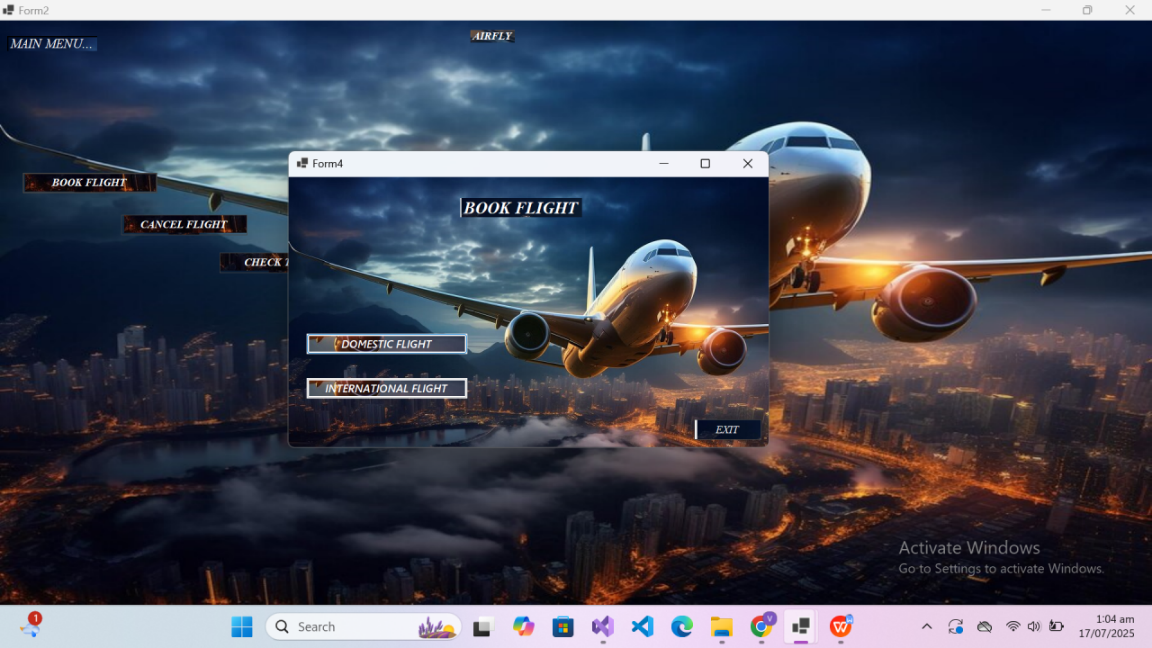 Form2
AIRFLY
MAIN MENU...
BOOK FLIGHT
CANCEL FLIGHT
CHECK
Form4
BOOK FLIGHT
DOMESTIC FLIGHT
INTERNATIONAL FLIGHT
EXIT
Activate Windows
Go to Settings to activate Windows.
1
Search
V
W
1:04 am
17/07/2025